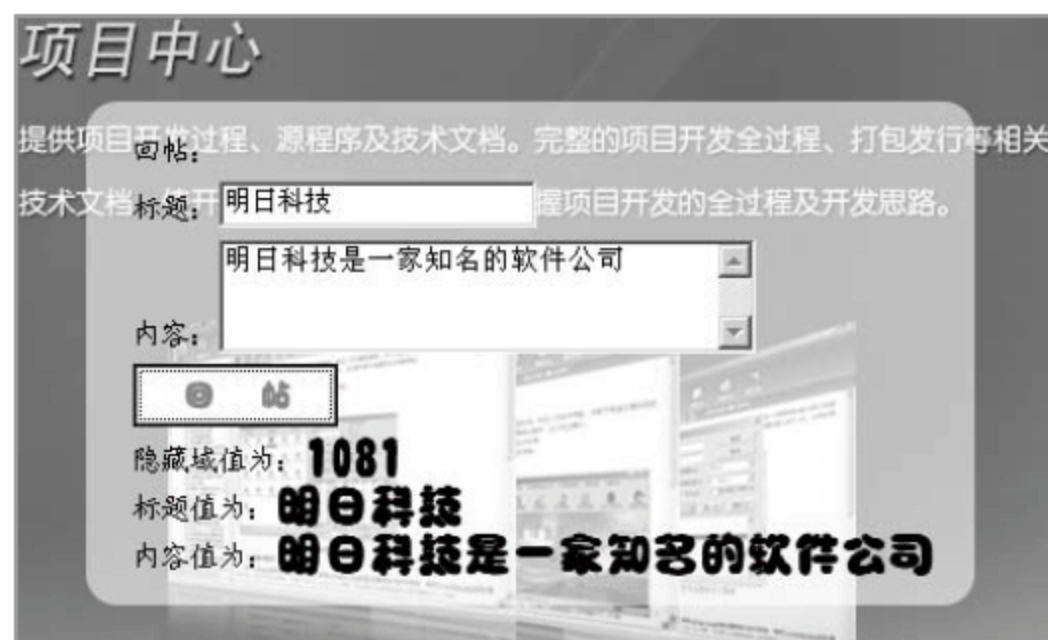 项目中心
提供项目开发过程、源程序及技术文档。完整的项目开发全过程、打包发行等相关
回帖：
技术文档 开 握项目开发的全过程及开发思路。
标题： 明日科技
明日科技是一家知名的软件公司
内容：
回 帖
隐藏域值为：1081
标题值为：明日科技
内容值为：明日科技是一家知名的软件公司